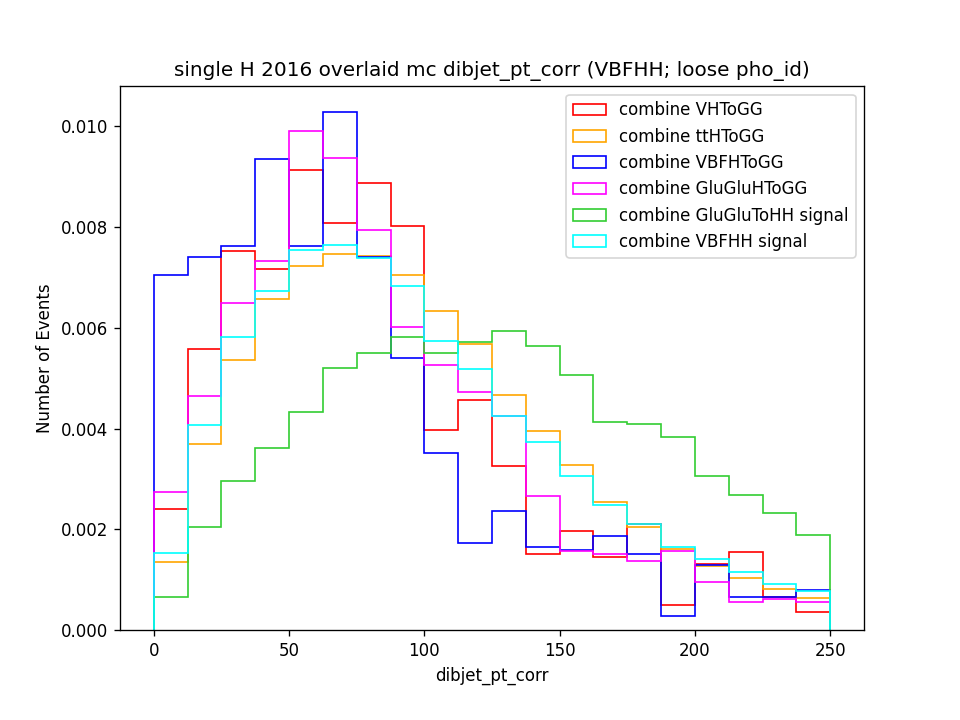 single H 2016 overlaid mc dibjet_pt_corr (VBFHH; loose pho_id)
combine VHToGG
combine ttHToGG
combine VBFHToGG
combine GluGluHToGG
combine GluGluToHH signal
combine VBFHH signal
Number of Events
0.010
0.008
0.006
0.004
0.002
0.000
0 50 100 150 200 250
dibjet_pt_corr